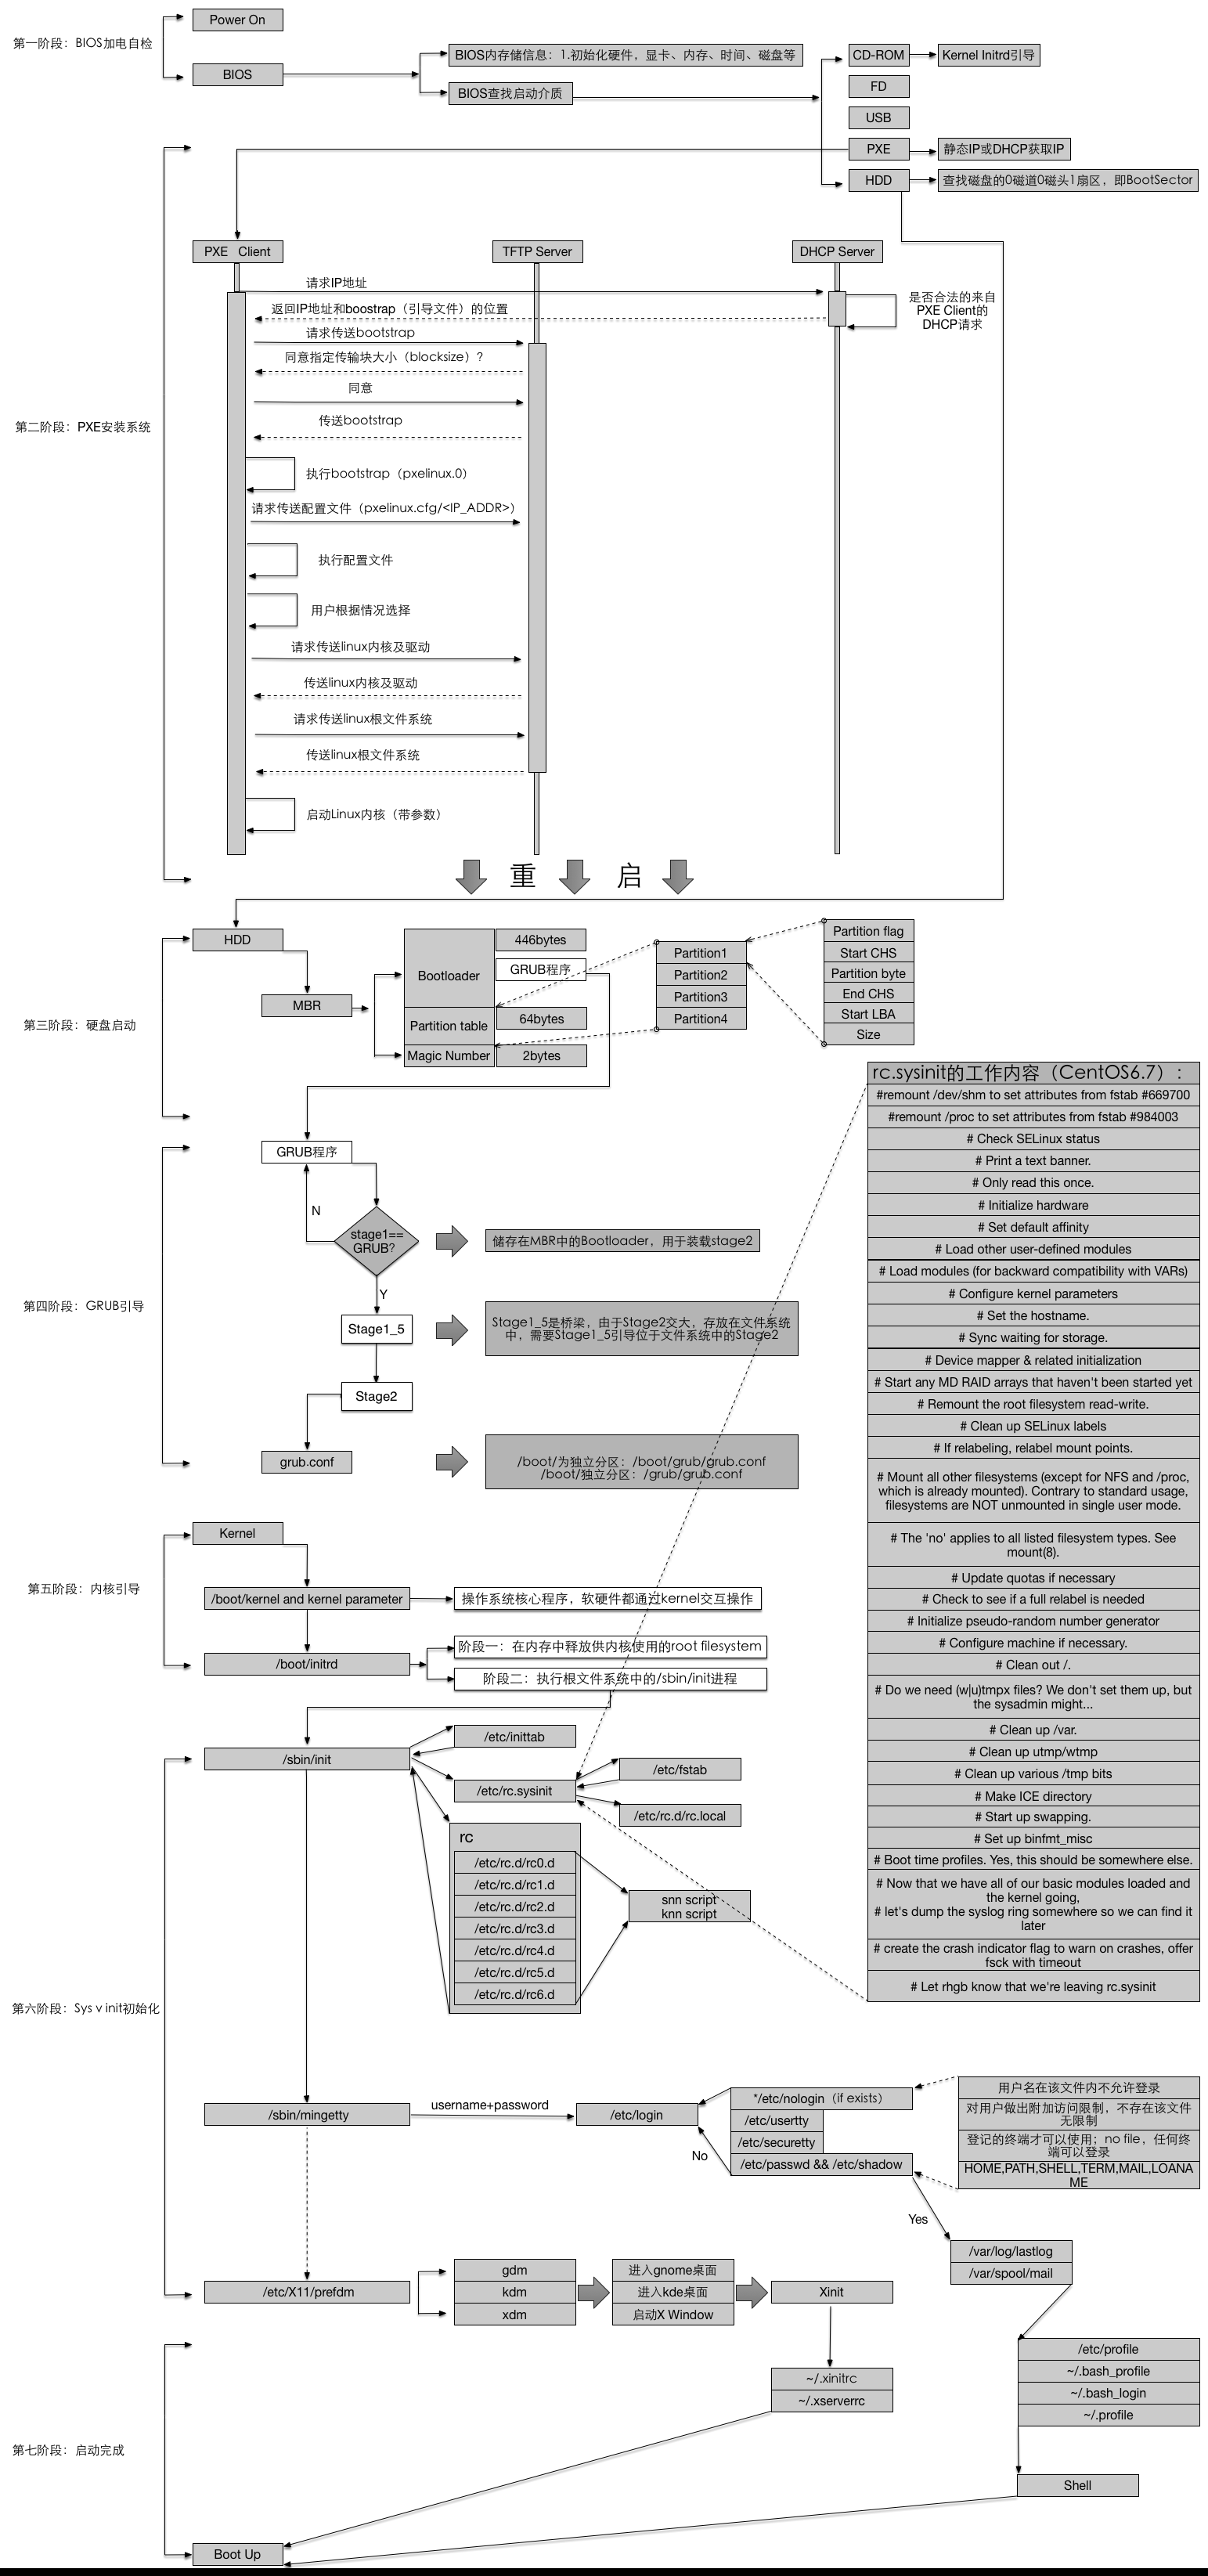 Power On
第一阶段：BIOS加电自检
BIOS
BIOS内存储信息：1.初始化硬件，显卡、内存、时间、磁盘等
BIOS查找启动介质
CD-ROM
Kernel Initrd引导
FD
USB
PXE
静态IP或DHCP获取IP
HDD
查找磁盘的0磁道0磁头1扇区，即BootSector
第二阶段：PXE安装系统
PXE Client
TFTP Server
DHCP Server
请求IP地址
是否合法的来自
PXE Client的
DHCP请求
返回IP地址和boostrap（引导文件）的位置
请求传送bootstrap
同意指定传输块大小（blocksize）?
同意
传送bootstrap
执行bootstrap（pxelinux.0）
请求传送配置文件（pxelinux.cfg/<IP_ADDR>）
执行配置文件
用户根据情况选择
请求传送linux内核及驱动
传送linux内核及驱动
请求传送linux根文件系统
传送linux根文件系统
启动Linux内核（带参数）
重 启
第三阶段：硬盘启动
HDD
MBR
Bootloader
446bytes
GRUB程序
Partition table
64bytes
Magic Number
2bytes
Partition1
Partition2
Partition3
Partition4
Partition flag
Start CHS
Partition byte
End CHS
Start LBA
Size
第四阶段：GRUB引导
GRUB程序
N
stage1==
GRUB?
储存在MBR中的Bootloader，用于装载stage2
Y
Stage1_5
Stage1_5是桥梁，由于Stage2交大，存放在文件系统
中，需要Stage1_5引导位于文件系统中的Stage2
Stage2
grub.conf
/boot/为独立分区：/boot/grub/grub.conf
/boot/独立分区：/grub/grub.conf
rc.sysinit的工作内容（CentOS6.7）：
#remount /dev/shm to set attributes from fstab #669700
#remount /proc to set attributes from fstab #984003
# Check SELinux status
# Print a text banner.
# Only read this once.
# Initialize hardware
# Set default affinity
# Load other user-defined modules
# Load modules (for backward compatibility with VARs)
# Configure kernel parameters
# Set the hostname.
# Sync waiting for storage.
# Device mapper & related initialization
# Start any MD RAID arrays that haven't been started yet
# Remount the root filesystem read-write.
# Clean up SELinux labels
# If relabeling, relabel mount points.
# Mount all other filesystems (except for NFS and /proc,
which is already mounted). Contrary to standard usage,
filesystems are NOT unmounted in single user mode.
# The 'no' applies to all listed filesystem types. See
mount(8).
# Update quotas if necessary
# Check to see if a full relabel is needed
# Initialize pseudo-random number generator
# Configure machine if necessary.
# Clean out /.
# Do we need (w|u)tmpx files? We don't set them up, but
the sysadmin might...
# Clean up /var.
# Clean up utmp/wtmp
# Clean up various /tmp bits
# Make ICE directory
# Start up swapping.
# Set up binfmt_misc
# Boot time profiles. Yes, this should be somewhere else.
# Now that we have all of our basic modules loaded and
the kernel going,
# let's dump the syslog ring somewhere so we can find it
later
# create the crash indicator flag to warn on crashes, offer
fsck with timeout
# Let rhgb know that we're leaving rc.sysinit
第五阶段：内核引导
Kernel
/boot/kernel and kernel parameter
操作系统核心程序，软硬件都通过kernel交互操作
/boot/initrd
阶段一：在内存中释放供内核使用的root filesystem
阶段二：执行根文件系统中的/sbin/init进程
第六阶段：Sys v init初始化
/sbin/init
/etc/inittab
/etc/rc.sysinit
/etc/fstab
/etc/rc.d/rc.local
rc
/etc/rc.d/rc0.d
/etc/rc.d/rc1.d
/etc/rc.d/rc2.d
/etc/rc.d/rc3.d
/etc/rc.d/rc4.d
/etc/rc.d/rc5.d
/etc/rc.d/rc6.d
snn script
knn script
/sbin/mingetty
username+password
/etc/login
*/etc/nologin（if exists）
/etc/usertty
/etc/securetty
/etc/passwd && /etc/shadow
No
Yes
用户名在该文件内不允许登录
对用户做出附加访问限制，不存在该文件
无限制
登记的终端才可以使用；no file，任何终
端可以登录
HOME,PATH,SHELL,TERM,MAIL,LOANA
ME
/var/log/lastlog
/var/spool/mail
/etc/X11/prefdm
gdm
kdm
xdm
进入gnome桌面
进入kde桌面
启动X Window
Xinit
~/.xinitrc
~/.xserverrc
/etc/profile
~/.bash_profile
~/.bash_login
~/.profile
第七阶段：启动完成
Shell
Boot Up